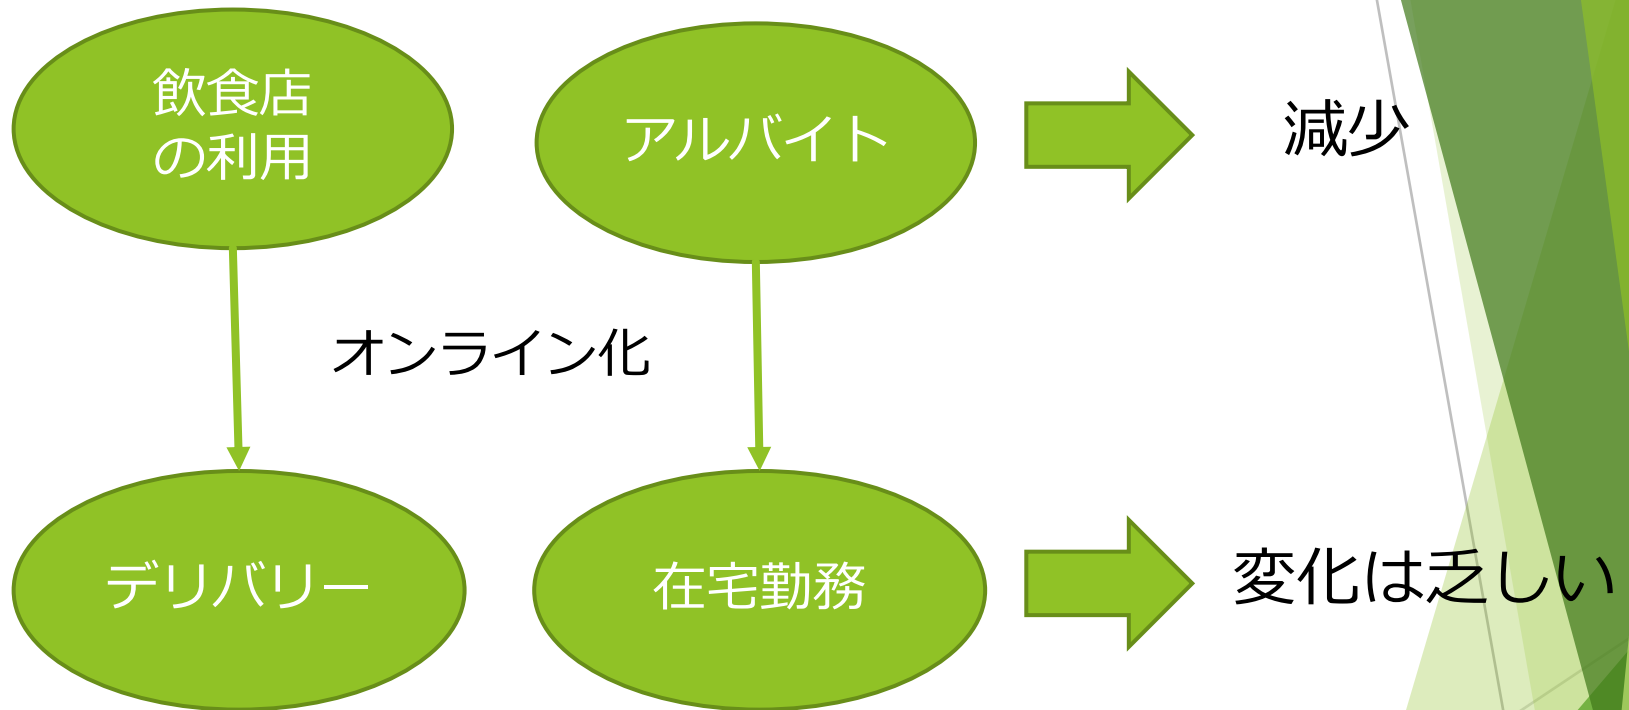 飲食店
の利用
アルバイト
減少
オンライン化
デリバリー
在宅勤務
変化は乏しい